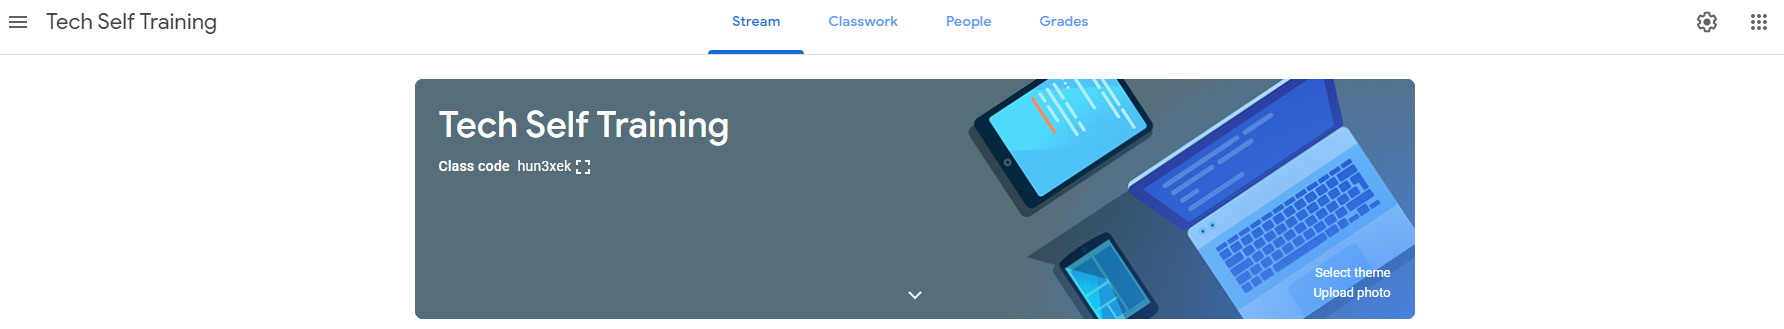 Tech Self Training
Stream Classwork People Grades
Tech Self Training
Class code hun3xek
Select theme
Upload photo